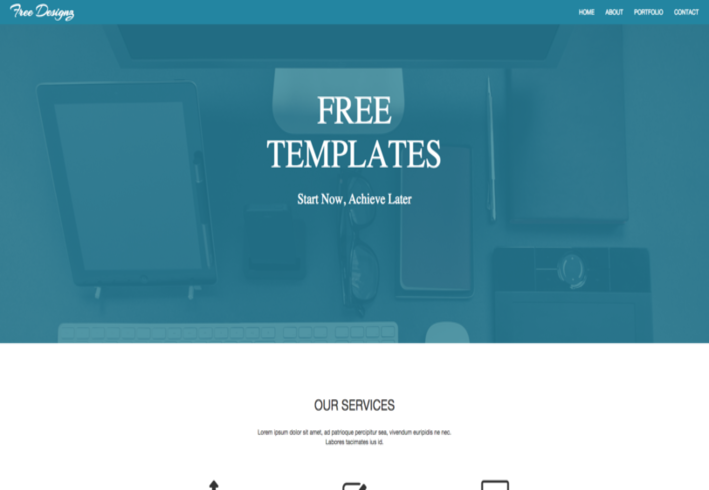 Free Designz
HOME ABOUT PORTFOLIO CONTACT
FREE
TEMPLATES
Start Now, Achieve Later
OUR SERVICES
Lorem ipsum dolor sit amet, ad patrioque percipitur sea, vivendum euripidis ne nec.
Labores tacimates ius id.